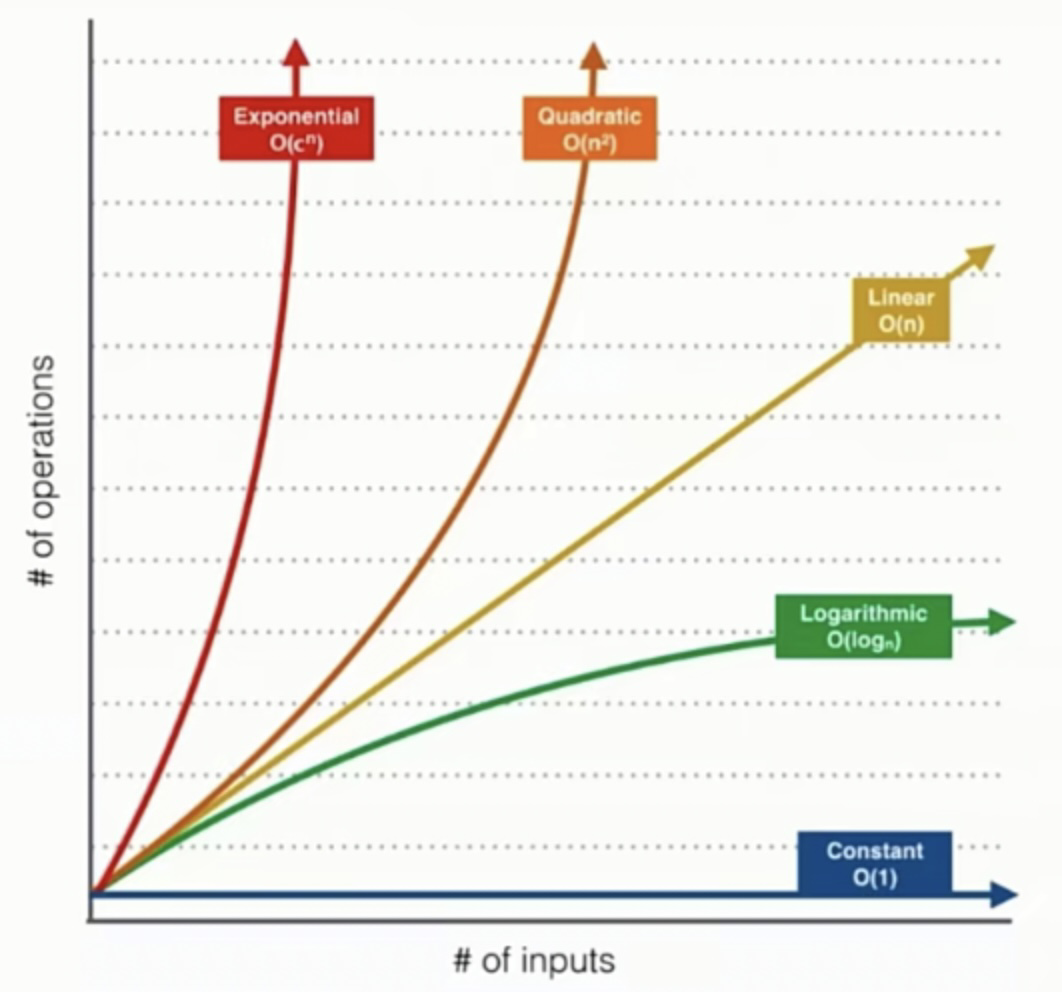 Exponential
O(cⁿ)
Quadratic
O(n²)
Linear
O(n)
Logarithmic
O(logₙ)
Constant
O(1)
# of operations
# of inputs